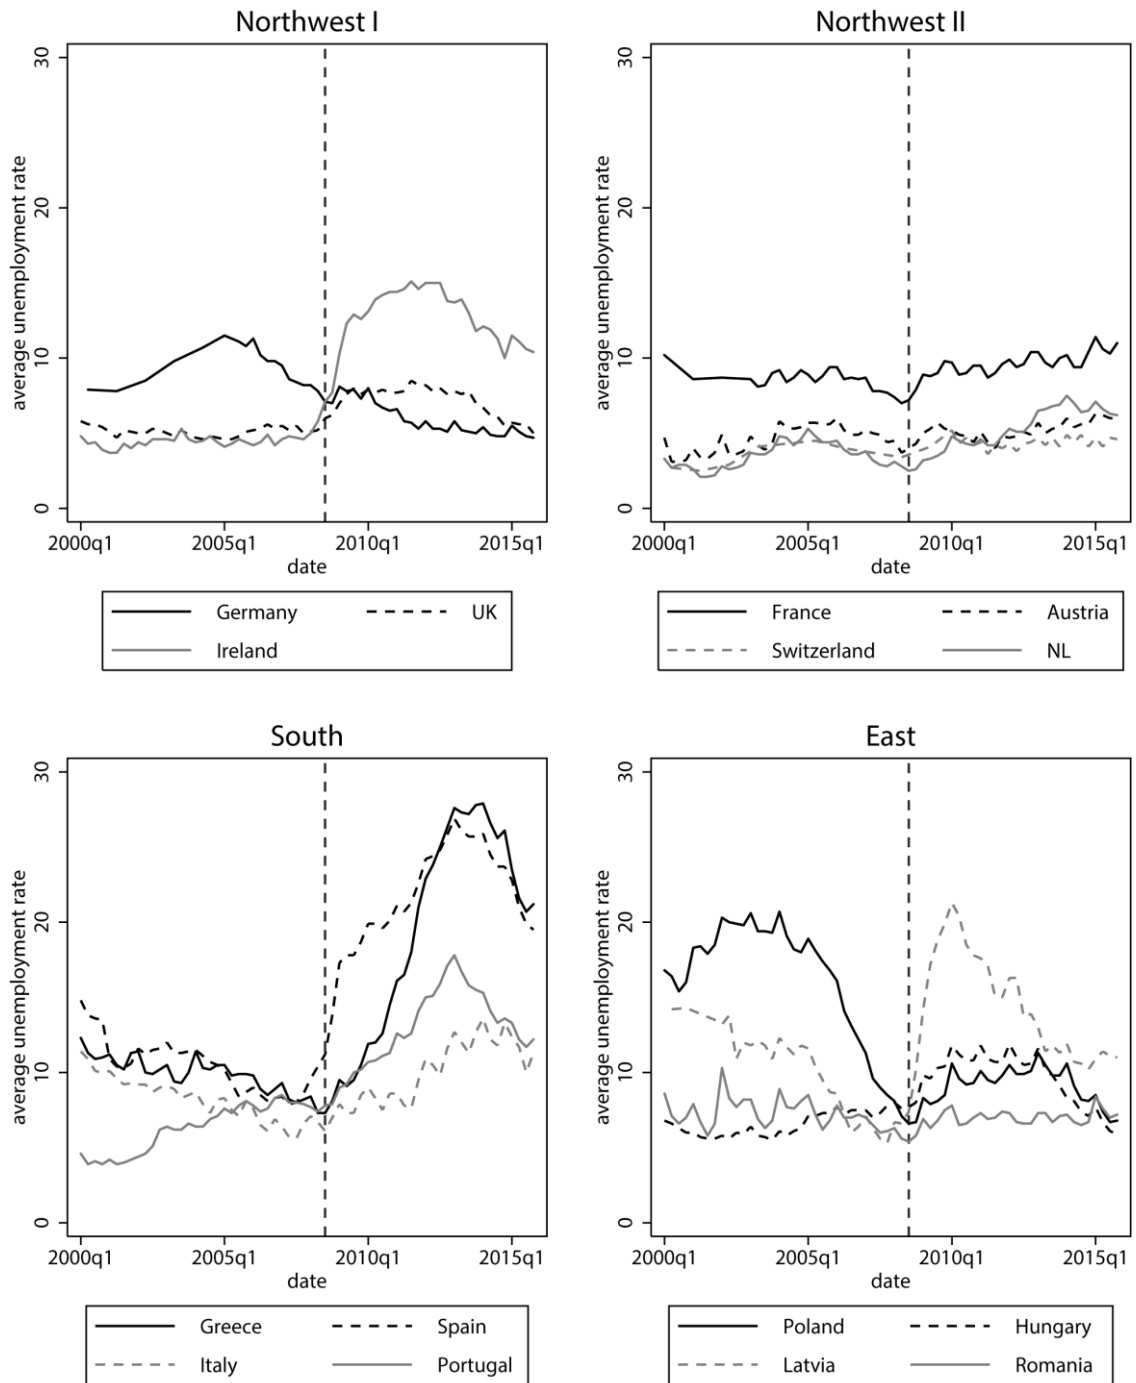 Northwest I
average unemployment rate
30
20
10
0
2000q1 2005q1 2010q1 2015q1
date
Germany UK
Ireland
Northwest II
average unemployment rate
30
20
10
0
2000q1 2005q1 2010q1 2015q1
date
France Austria
Switzerland NL
South
average unemployment rate
30
20
10
0
2000q1 2005q1 2010q1 2015q1
date
Greece Spain
Italy Portugal
East
average unemployment rate
30
20
10
0
2000q1 2005q1 2010q1 2015q1
date
Poland Hungary
Latvia Romania